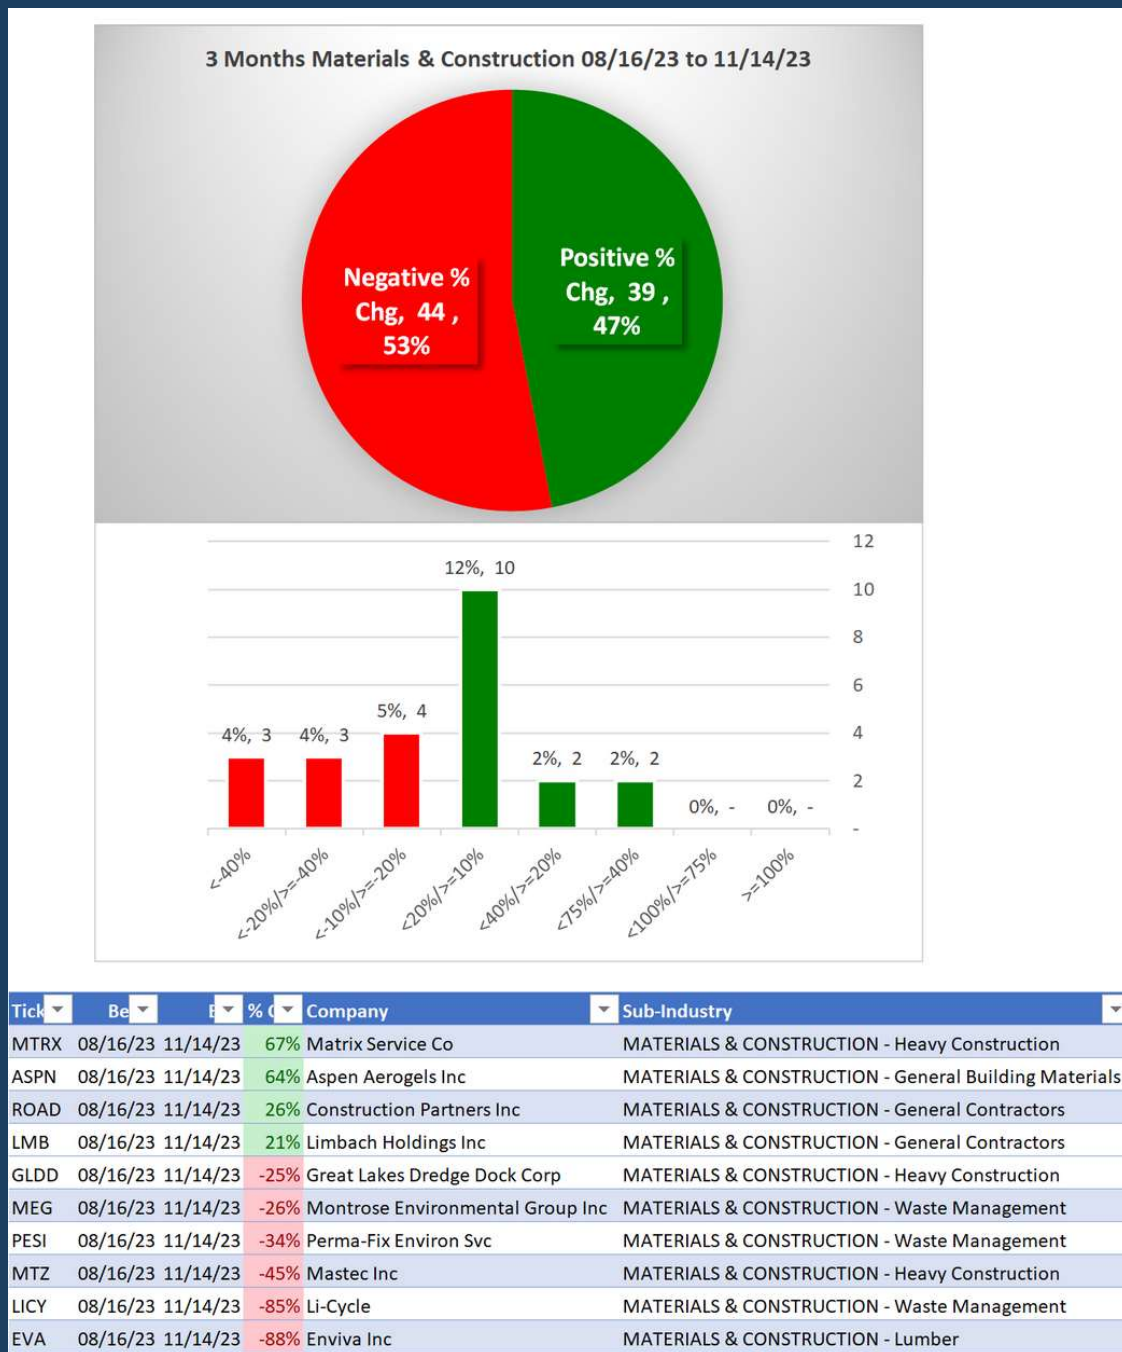 3 Months Materials & Construction 08/16/23 to 11/14/23
Negative %
Chg, 44 ,
53%
Positive %
Chg, 39 ,
47%
12
10
8
6
4
2
-
4%, 3
4%, 3
5%, 4
12%, 10
2%, 2
2%, 2
0%, -
0%, -
<-40%
<-20%/>=-40%
<-10%/>=-20%
<20%/>=10%
<40%/>=20%
<75%/>=40%
<100%/>=75%
>=100%
Tick Be % Company Sub-Industry
MTRX 08/16/23 11/14/23 67% Matrix Service Co MATERIALS & CONSTRUCTION - Heavy Construction
ASPN 08/16/23 11/14/23 64% Aspen Aerogels Inc MATERIALS & CONSTRUCTION - General Building Materials
ROAD 08/16/23 11/14/23 26% Construction Partners Inc MATERIALS & CONSTRUCTION - General Contractors
LMB 08/16/23 11/14/23 21% Limbach Holdings Inc MATERIALS & CONSTRUCTION - General Contractors
GLDD 08/16/23 11/14/23 -25% Great Lakes Dredge Dock Corp MATERIALS & CONSTRUCTION - Heavy Construction
MEG 08/16/23 11/14/23 -26% Montrose Environmental Group Inc MATERIALS & CONSTRUCTION - Waste Management
PESI 08/16/23 11/14/23 -34% Perma-Fix Environ Svc MATERIALS & CONSTRUCTION - Waste Management
MTZ 08/16/23 11/14/23 -45% Mastec Inc MATERIALS & CONSTRUCTION - Heavy Construction
LICY 08/16/23 11/14/23 -85% Li-Cycle MATERIALS & CONSTRUCTION - Waste Management
EVA 08/16/23 11/14/23 -88% Enviva Inc MATERIALS & CONSTRUCTION - Lumber